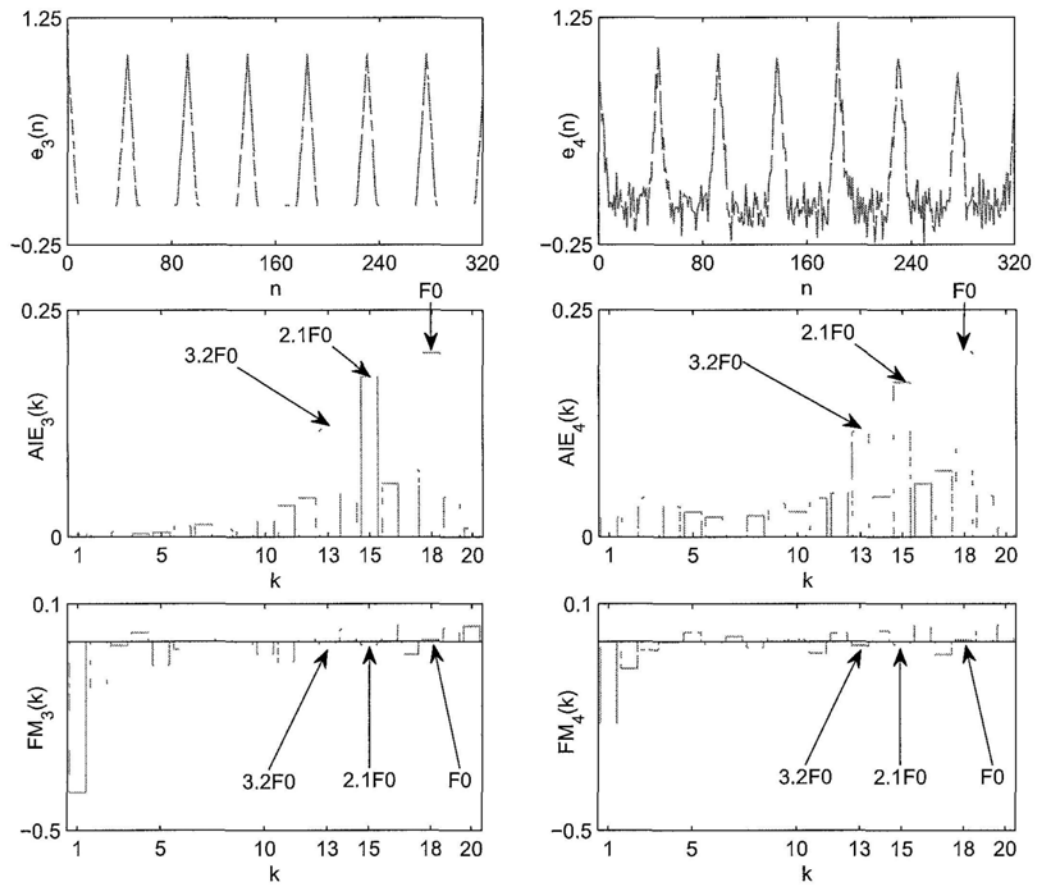 1.25
e₃(n)
−0.25
0 80 160 240 320
n
1.25
e₄(n)
−0.25
0 80 160 240 320
n
F0
0.25
2.1F0
3.2F0
AIE₃(k)
0
1 5 10 13 15 18 20
k
F0
0.25
2.1F0
3.2F0
AIE₄(k)
0
1 5 10 13 15 18 20
k
0.1
FM₃(k)
3.2F0 2.1F0 F0
−0.5
1 5 10 13 15 18 20
k
0.1
FM₄(k)
3.2F0 2.1F0 F0
−0.5
1 5 10 13 15 18 20
k